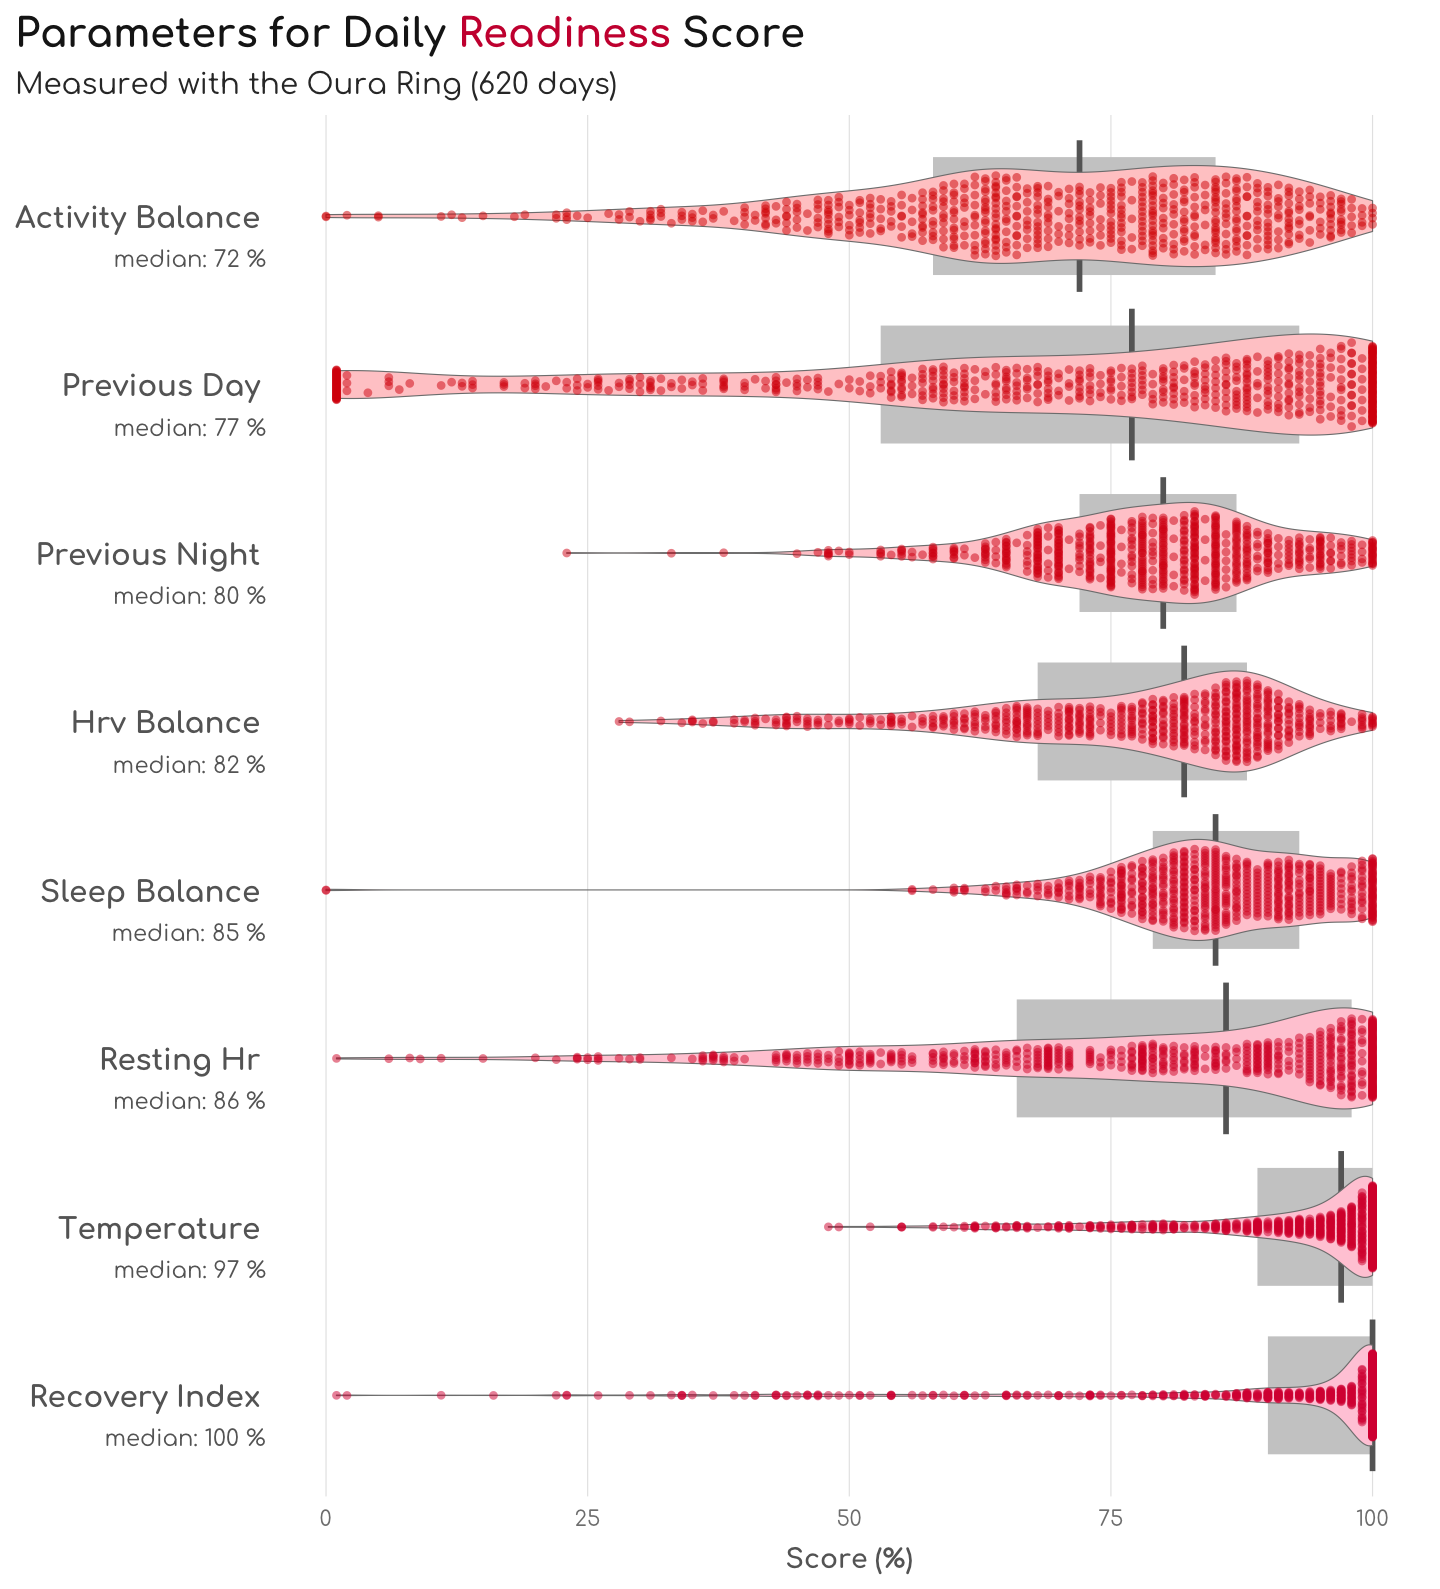 Parameters for Daily Readiness Score
Measured with the Oura Ring (620 days)
Activity Balance
median: 72 %
Previous Day
median: 77 %
Previous Night
median: 80 %
Hrv Balance
median: 82 %
Sleep Balance
median: 85 %
Resting Hr
median: 86 %
Temperature
median: 97 %
Recovery Index
median: 100 %
0 25 50 75 100
Score (%)